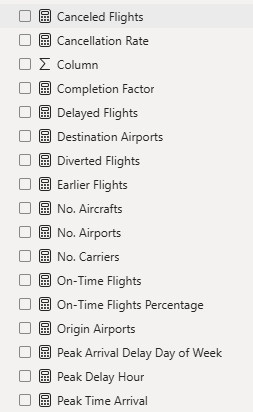 Canceled Flights
Cancellation Rate
Column
Completion Factor
Delayed Flights
Destination Airports
Diverted Flights
Earlier Flights
No. Aircrafts
No. Airports
No. Carriers
On-Time Flights
On-Time Flights Percentage
Origin Airports
Peak Arrival Delay Day of Week
Peak Delay Hour
Peak Time Arrival